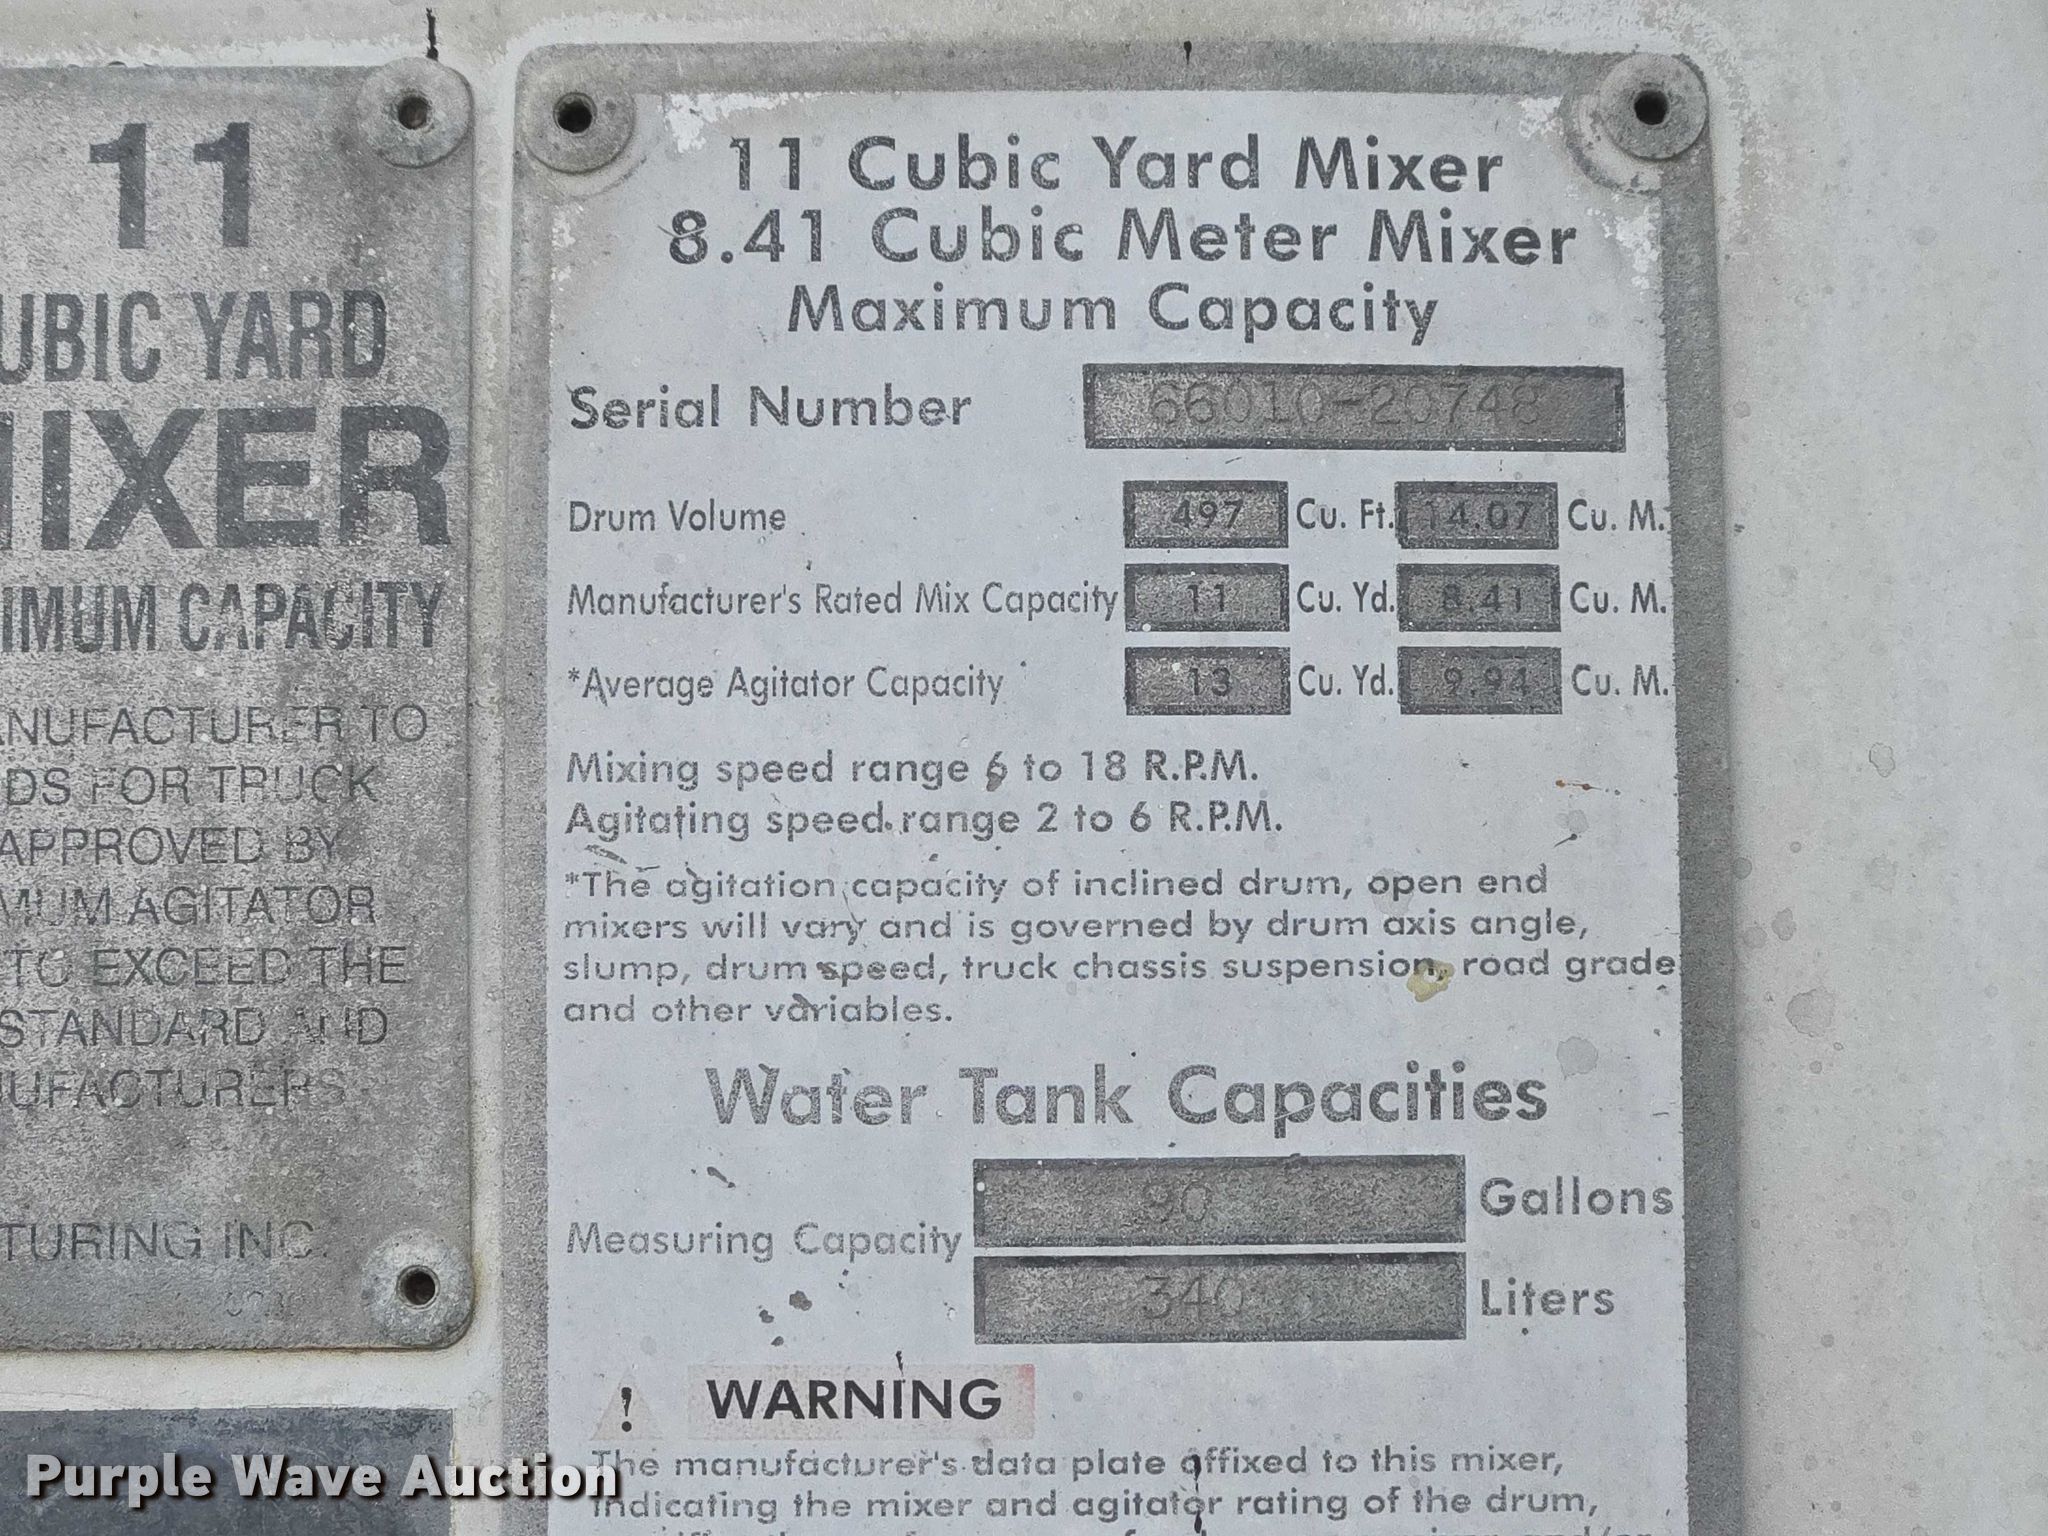 11
UBIC YARD
MIXER
IMUM CAPACITY
ANUFACTURER TO
DS FOR TRUCK
APPROVED BY
MUM AGITATOR
TO EXCEED THE
STANDARD AND
NUFACTURERS
TURING INC.
11 Cubic Yard Mixer
8.41 Cubic Meter Mixer
Maximum Capacity
Serial Number 66010-20748
Drum Volume 497 Cu. Ft. 14.07 Cu. M.
Manufacturer's Rated Mix Capacity 11 Cu. Yd. 8.41 Cu. M.
*Average Agitator Capacity 13 Cu. Yd. 9.94 Cu. M.
Mixing speed range 6 to 18 R.P.M.
Agitating speed range 2 to 6 R.P.M.
*The agitation capacity of inclined drum, open end
mixers will vary and is governed by drum axis angle,
slump, drum speed, truck chassis suspension, road grade
and other variables.
Water Tank Capacities
Measuring Capacity 90 Gallons
340 Liters
! WARNING
The manufacturer's data plate affixed to this mixer,
indicating the mixer and agitator rating of the drum,
Purple Wave Auction